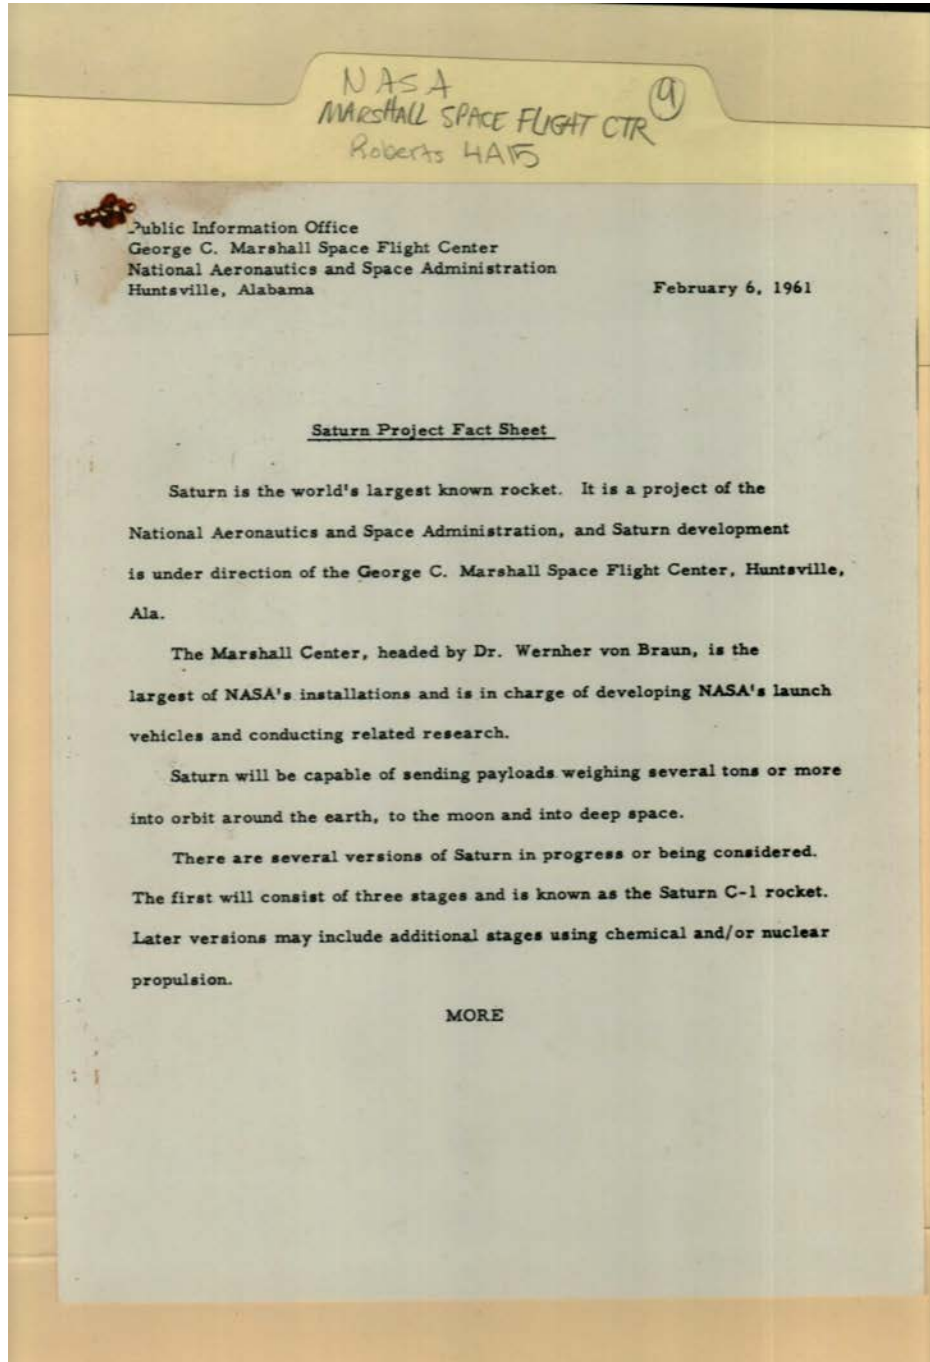 NASA
MARSHALL SPACE FLIGHT CTR 9
Roberts 4A15
Public Information Office
George C. Marshall Space Flight Center
National Aeronautics and Space Administration
Huntsville, Alabama February 6, 1961
Saturn Project Fact Sheet
Saturn is the world's largest known rocket. It is a project of the
National Aeronautics and Space Administration, and Saturn development
is under direction of the George C. Marshall Space Flight Center, Huntsville,
Ala.
The Marshall Center, headed by Dr. Wernher von Braun, is the
largest of NASA's installations and is in charge of developing NASA's launch
vehicles and conducting related research.
Saturn will be capable of sending payloads weighing several tons or more
into orbit around the earth, to the moon and into deep space.
There are several versions of Saturn in progress or being considered.
The first will consist of three stages and is known as the Saturn C-1 rocket.
Later versions may include additional stages using chemical and/or nuclear
propulsion.
MORE